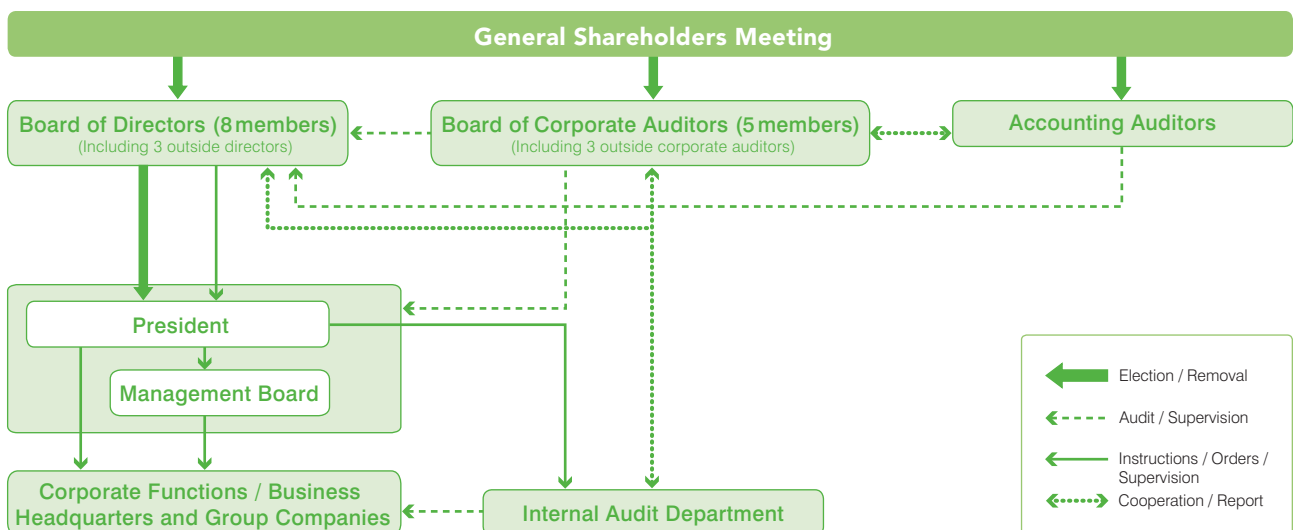 General Shareholders Meeting
Board of Directors (8 members)
(Including 3 outside directors)
Board of Corporate Auditors (5 members)
(Including 3 outside corporate auditors)
Accounting Auditors
President
Management Board
Corporate Functions / Business
Headquarters and Group Companies
Internal Audit Department
Election / Removal
Audit / Supervision
Instructions / Orders /
Supervision
Cooperation / Report